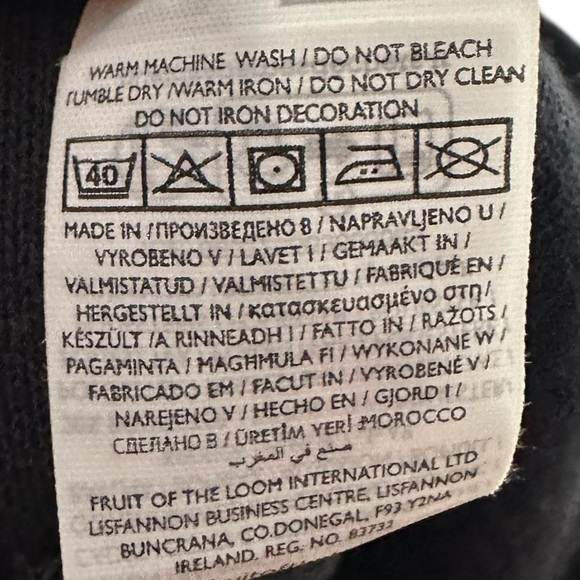 WARM MACHINE WASH / DO NOT BLEACH
TUMBLE DRY /WARM IRON / DO NOT DRY CLEAN
DO NOT IRON DECORATION
40
MADE IN / ПРОИЗВЕДЕНО В / NAPRAVLJENO U /
VYROBENO V / LAVET I / GEMAAKT IN /
VALMISTATUD / VALMISTETTU / FABRIQUÉ EN /
HERGESTELLT IN / κατασκευασμένο στη /
KÉSZÜLT /A RINNEADH I / FATTO IN / RAŽOTS /
PAGAMINTA / MAGHMULA FI / WYKONANE W /
FABRICADO EM / FACUT IN / VYROBENÉ V /
NAREJENO V / HECHO EN / GJORD I /
СДЕЛАНО В / ÜRETİM YERİ MOROCCO
صنع في المغرب
FRUIT OF THE LOOM INTERNATIONAL LTD
LISFANNON BUSINESS CENTRE, LISFANNON
BUNCRANA, CO.DONEGAL, F93 Y2NA
IRELAND. REG. NO. 83732